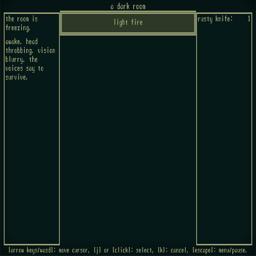 a dark room
the room is
freezing.
awake. head
throbbing. vision
blurry. the
voices say to
survive.
light fire
rusty knife: 1
[arrow keys/wasd]: move cursor, [j] or [click]: select, [k]: cancel, [escape]: menu/pause.